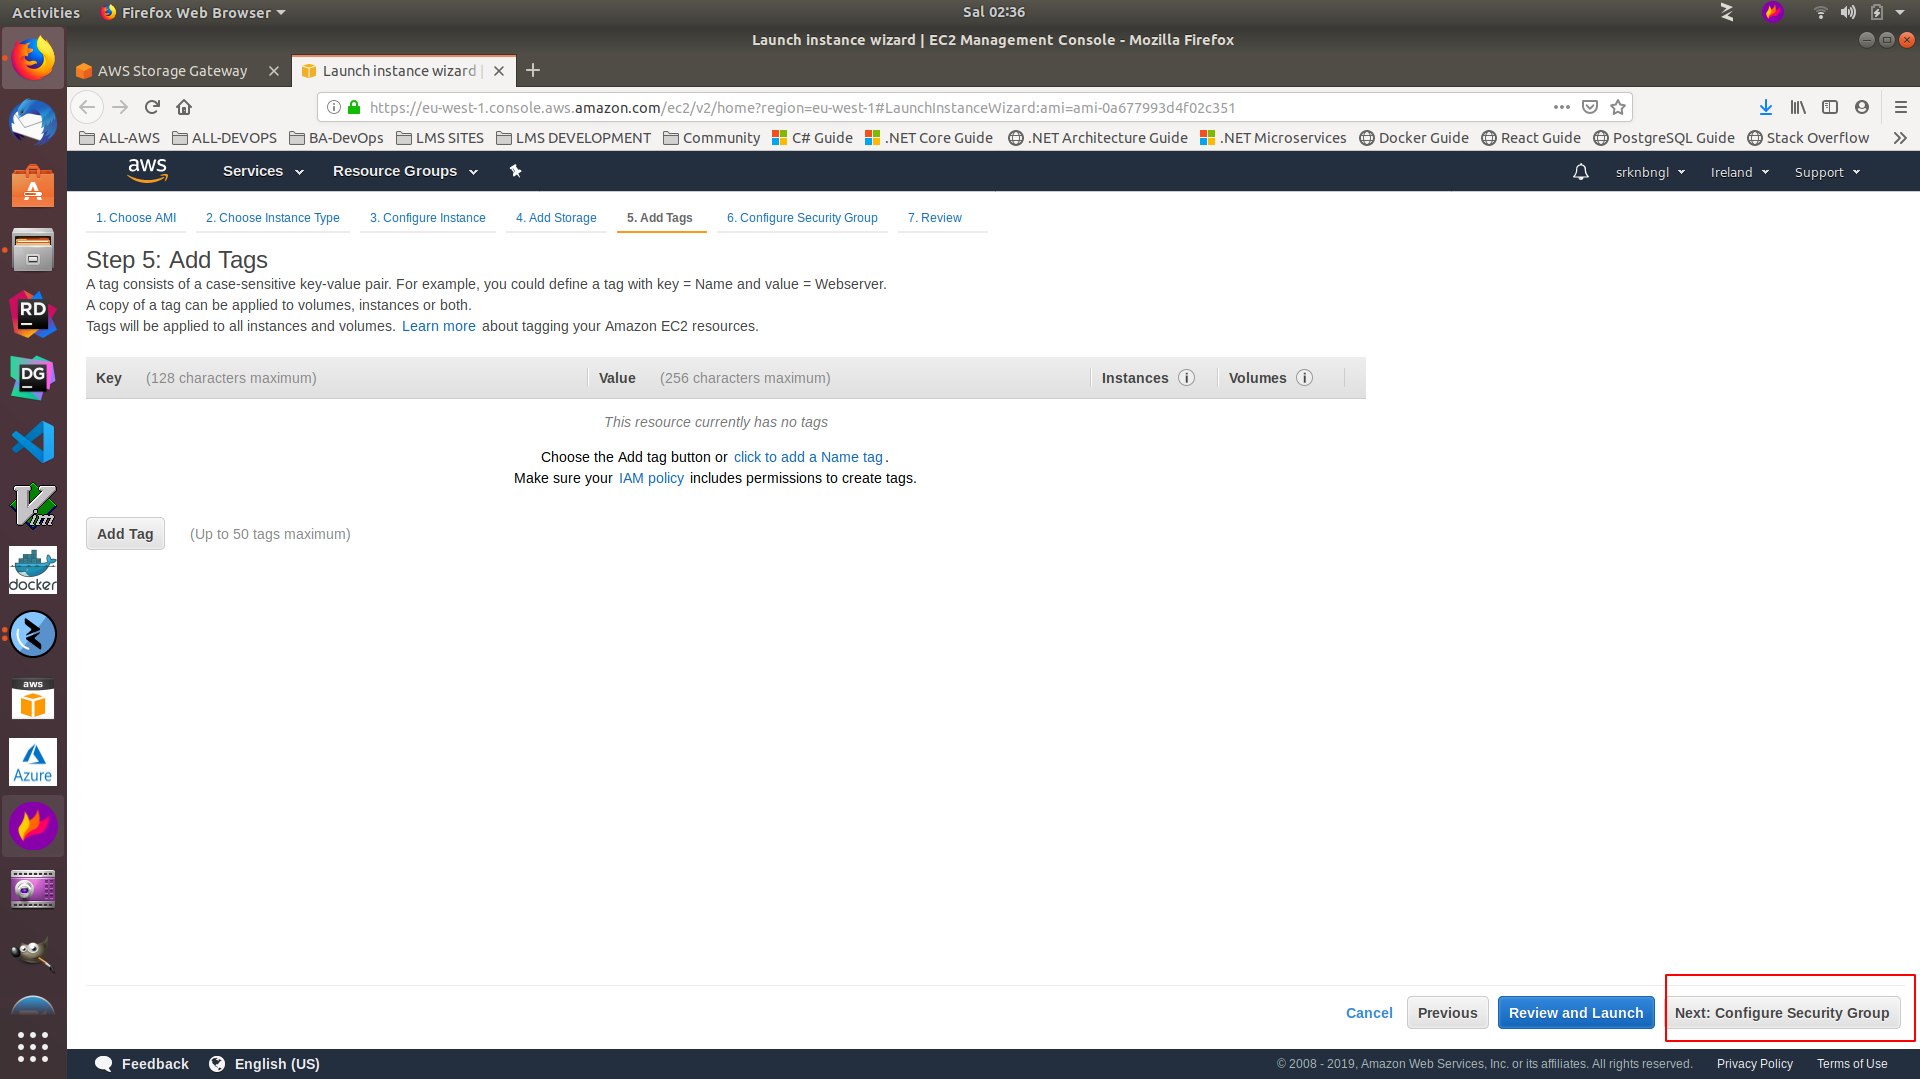 Activities Firefox Web Browser Sal 02:36
Launch instance wizard | EC2 Management Console - Mozilla Firefox
AWS Storage Gateway Launch instance wizard |
https://eu-west-1.console.aws.amazon.com/ec2/v2/home?region=eu-west-1#LaunchInstanceWizard:ami=ami-0a677993d4f02c351
ALL-AWS ALL-DEVOPS BA-DevOps LMS SITES LMS DEVELOPMENT Community C# Guide .NET Core Guide .NET Architecture Guide .NET Microservices Docker Guide React Guide PostgreSQL Guide Stack Overflow
aws Services Resource Groups srknbngl Ireland Support
1. Choose AMI 2. Choose Instance Type 3. Configure Instance 4. Add Storage 5. Add Tags 6. Configure Security Group 7. Review
Step 5: Add Tags
A tag consists of a case-sensitive key-value pair. For example, you could define a tag with key = Name and value = Webserver.
A copy of a tag can be applied to volumes, instances or both.
Tags will be applied to all instances and volumes. Learn more about tagging your Amazon EC2 resources.
Key (128 characters maximum) Value (256 characters maximum) Instances i Volumes i
This resource currently has no tags
Choose the Add tag button or click to add a Name tag.
Make sure your IAM policy includes permissions to create tags.
Add Tag (Up to 50 tags maximum)
RD
DG
Vim
docker
aws
Azure
Cancel Previous Review and Launch Next: Configure Security Group
Feedback English (US) © 2008 - 2019, Amazon Web Services, Inc. or its affiliates. All rights reserved. Privacy Policy Terms of Use